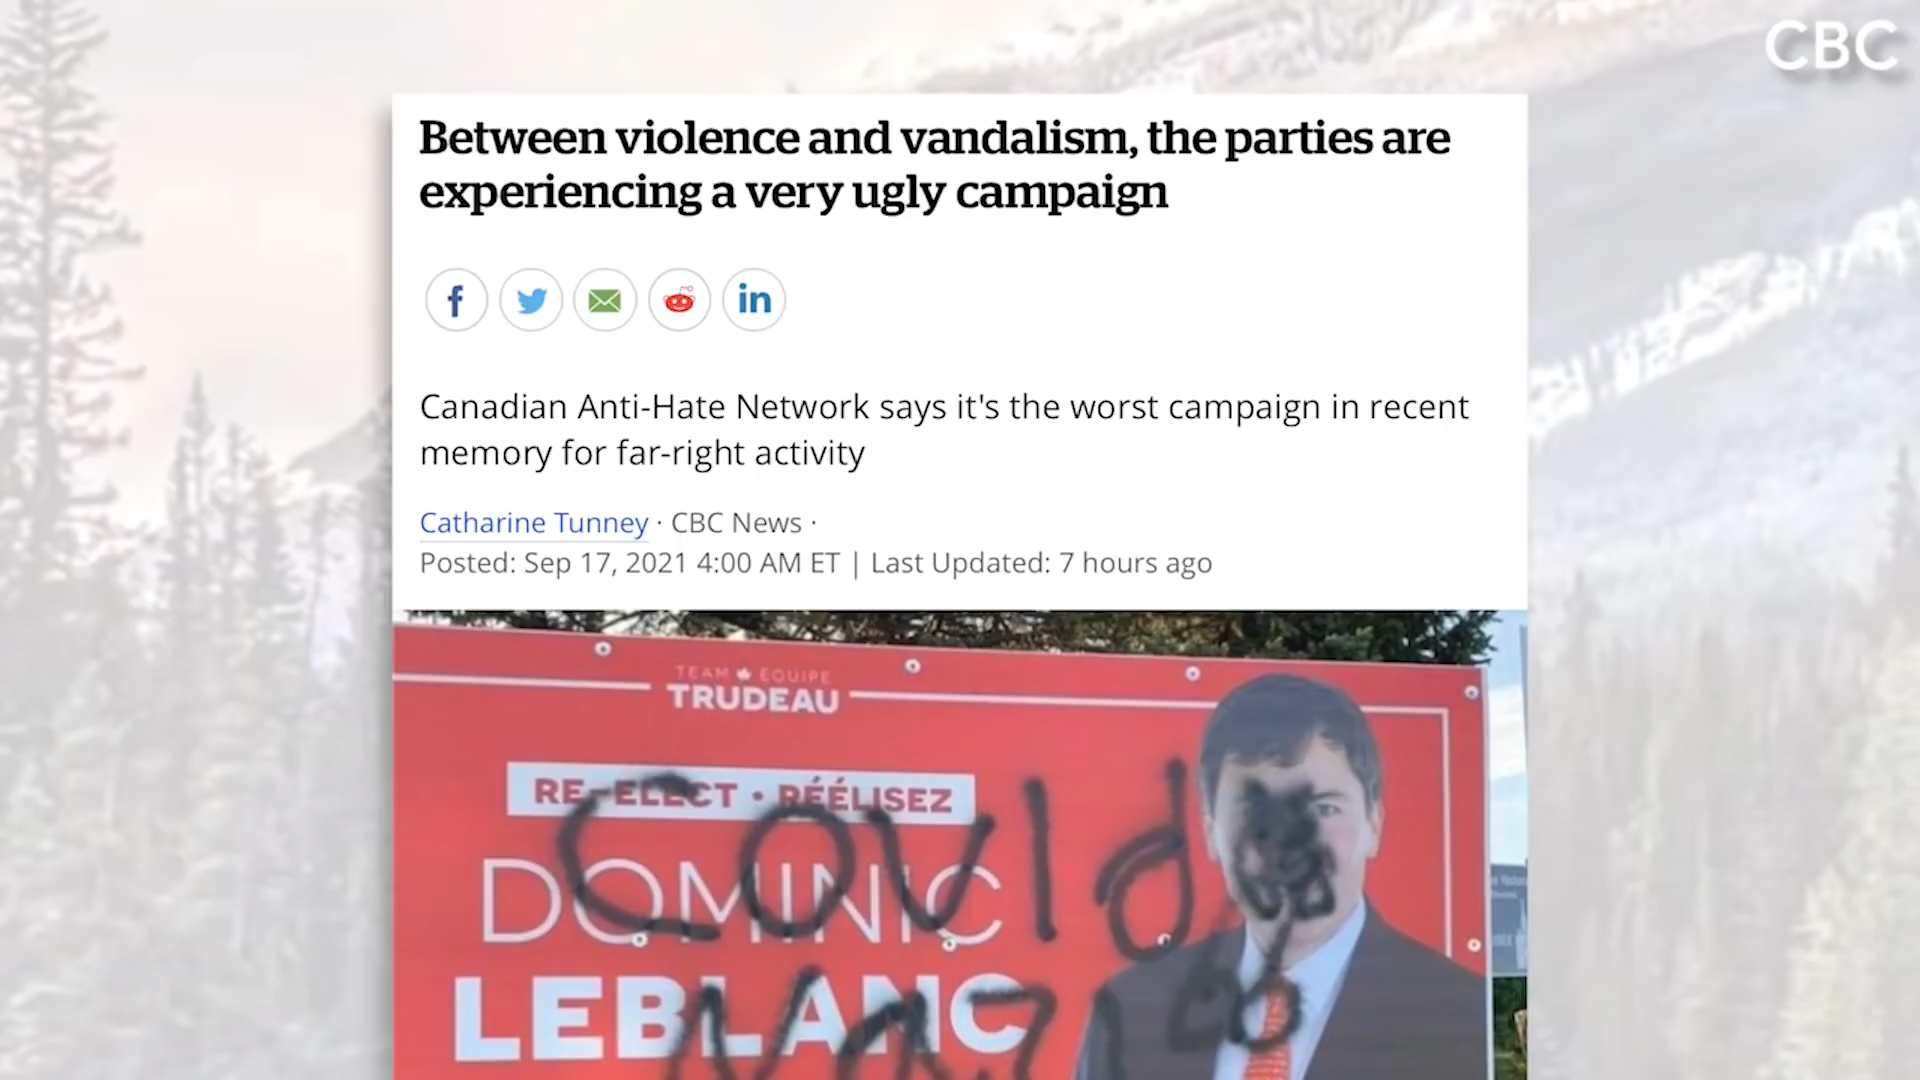 CBC
Between violence and vandalism, the parties are
experiencing a very ugly campaign
Canadian Anti-Hate Network says it's the worst campaign in recent
memory for far-right activity
Catharine Tunney · CBC News ·
Posted: Sep 17, 2021 4:00 AM ET | Last Updated: 7 hours ago
TEAM ÉQUIPE
TRUDEAU
RE-ELECT • RÉÉLISEZ
DOMINIC
LEBLANC
Covid
Nazi